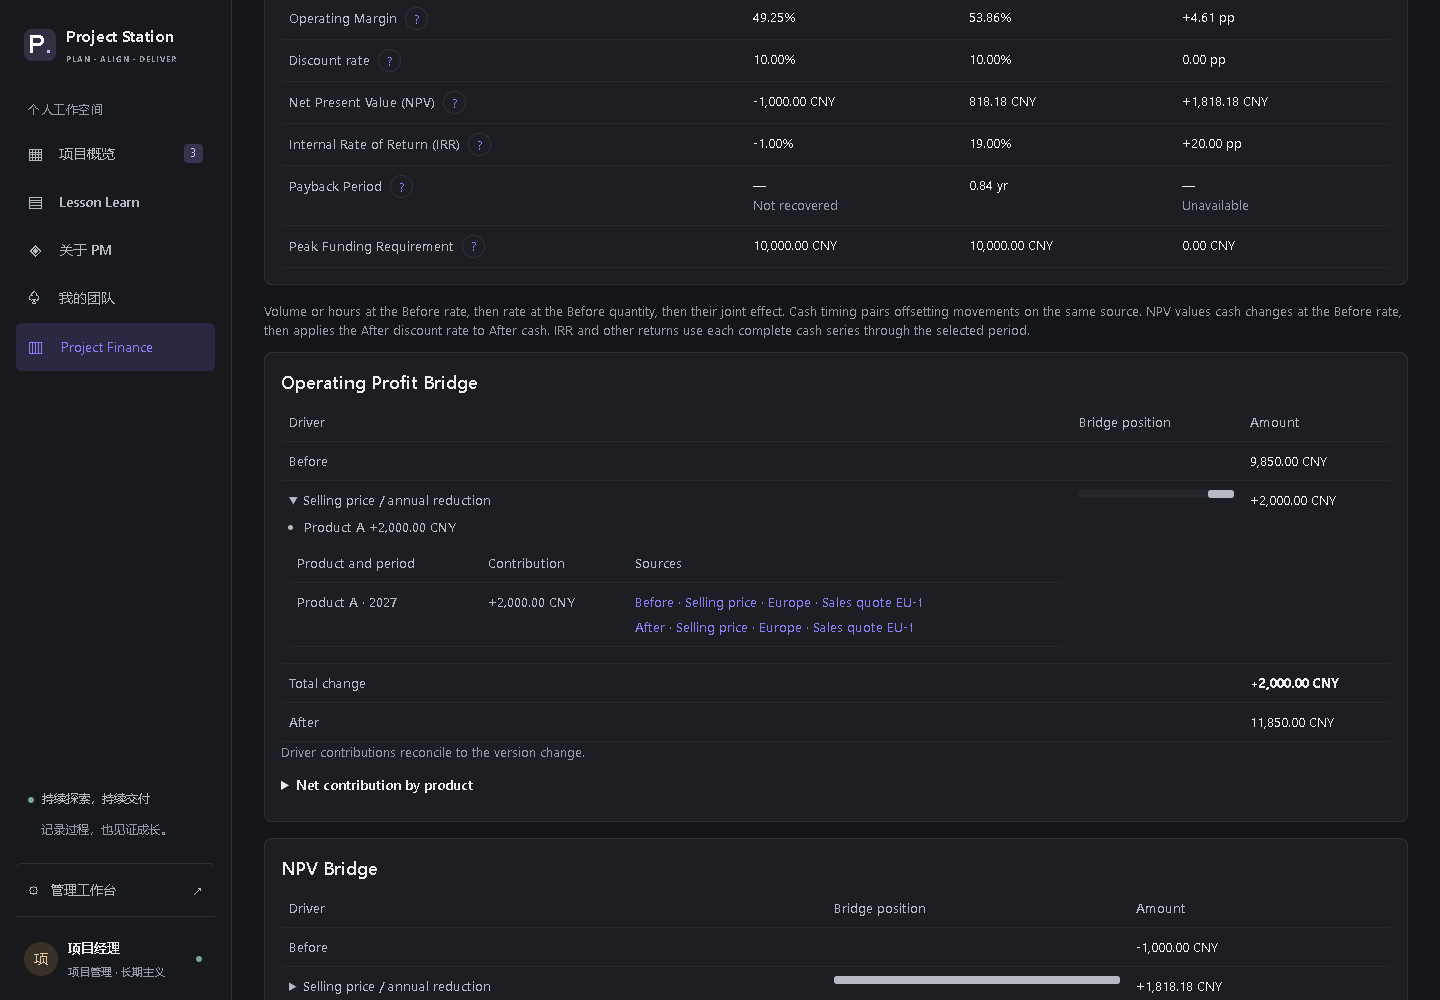 P.
Project Station
PLAN · ALIGN · DELIVER
个人工作空间
项目概览 3
Lesson Learn
关于 PM
我的团队
Project Finance
持续探索，持续交付
记录过程，也见证成长。
管理工作台 ↗
项
项目经理
项目管理 · 长期主义
Operating Margin ? 49.25% 53.86% +4.61 pp
Discount rate ? 10.00% 10.00% 0.00 pp
Net Present Value (NPV) ? -1,000.00 CNY 818.18 CNY +1,818.18 CNY
Internal Rate of Return (IRR) ? -1.00% 19.00% +20.00 pp
Payback Period ? — 0.84 yr —
Not recovered Unavailable
Peak Funding Requirement ? 10,000.00 CNY 10,000.00 CNY 0.00 CNY
Volume or hours at the Before rate, then rate at the Before quantity, then their joint effect. Cash timing pairs offsetting movements on the same source. NPV values cash changes at the Before rate,
then applies the After discount rate to After cash. IRR and other returns use each complete cash series through the selected period.
Operating Profit Bridge
Driver Bridge position Amount
Before 9,850.00 CNY
▼ Selling price / annual reduction +2,000.00 CNY
• Product A +2,000.00 CNY
Product and period Contribution Sources
Product A · 2027 +2,000.00 CNY Before · Selling price · Europe · Sales quote EU-1
After · Selling price · Europe · Sales quote EU-1
Total change +2,000.00 CNY
After 11,850.00 CNY
Driver contributions reconcile to the version change.
▶ Net contribution by product
NPV Bridge
Driver Bridge position Amount
Before -1,000.00 CNY
▶ Selling price / annual reduction +1,818.18 CNY